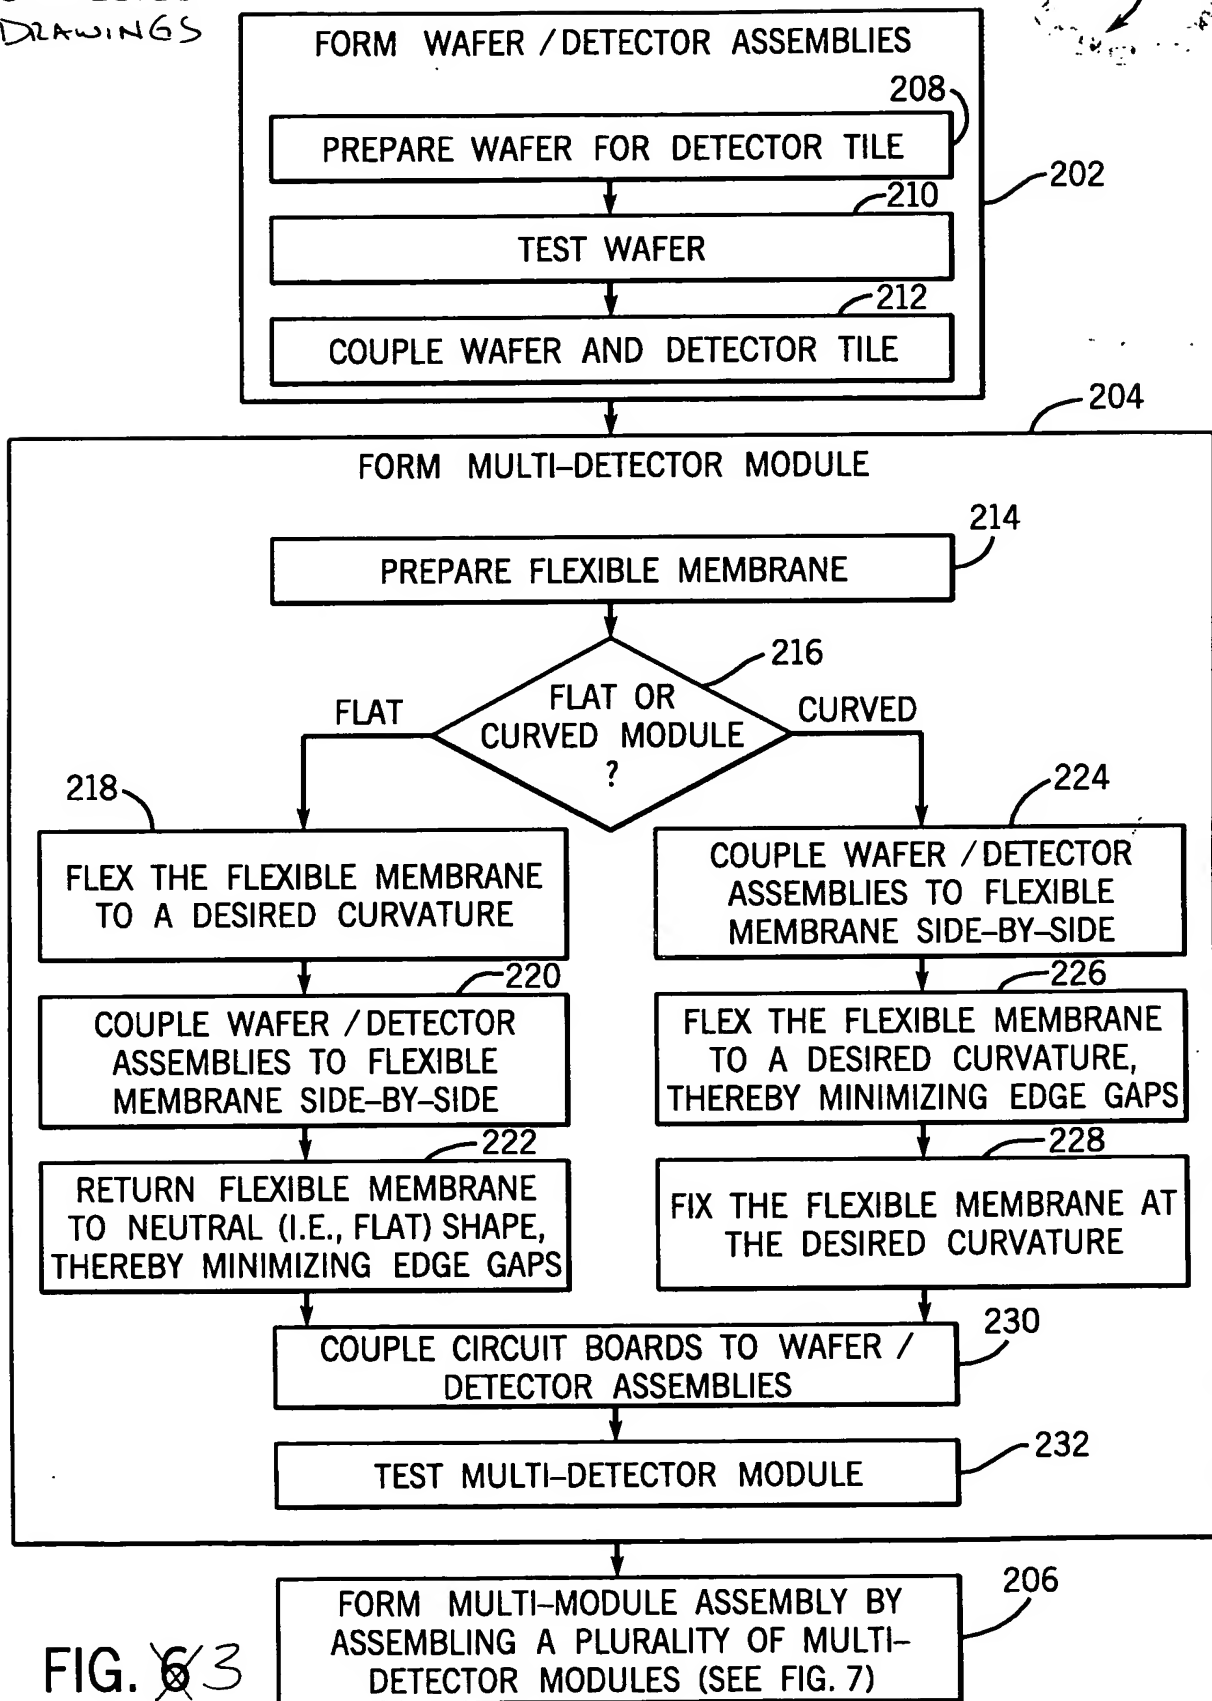 DRAWINGS
FORM WAFER / DETECTOR ASSEMBLIES
208
PREPARE WAFER FOR DETECTOR TILE
202
210
TEST WAFER
212
COUPLE WAFER AND DETECTOR TILE
204
FORM MULTI-DETECTOR MODULE
214
PREPARE FLEXIBLE MEMBRANE
216
FLAT OR
CURVED MODULE
?
FLAT
CURVED
218
FLEX THE FLEXIBLE MEMBRANE
TO A DESIRED CURVATURE
220
COUPLE WAFER / DETECTOR
ASSEMBLIES TO FLEXIBLE
MEMBRANE SIDE-BY-SIDE
222
RETURN FLEXIBLE MEMBRANE
TO NEUTRAL (I.E., FLAT) SHAPE,
THEREBY MINIMIZING EDGE GAPS
224
COUPLE WAFER / DETECTOR
ASSEMBLIES TO FLEXIBLE
MEMBRANE SIDE-BY-SIDE
226
FLEX THE FLEXIBLE MEMBRANE
TO A DESIRED CURVATURE,
THEREBY MINIMIZING EDGE GAPS
228
FIX THE FLEXIBLE MEMBRANE AT
THE DESIRED CURVATURE
230
COUPLE CIRCUIT BOARDS TO WAFER /
DETECTOR ASSEMBLIES
232
TEST MULTI-DETECTOR MODULE
206
FORM MULTI-MODULE ASSEMBLY BY
ASSEMBLING A PLURALITY OF MULTI-
DETECTOR MODULES (SEE FIG. 7)
FIG. 6 3